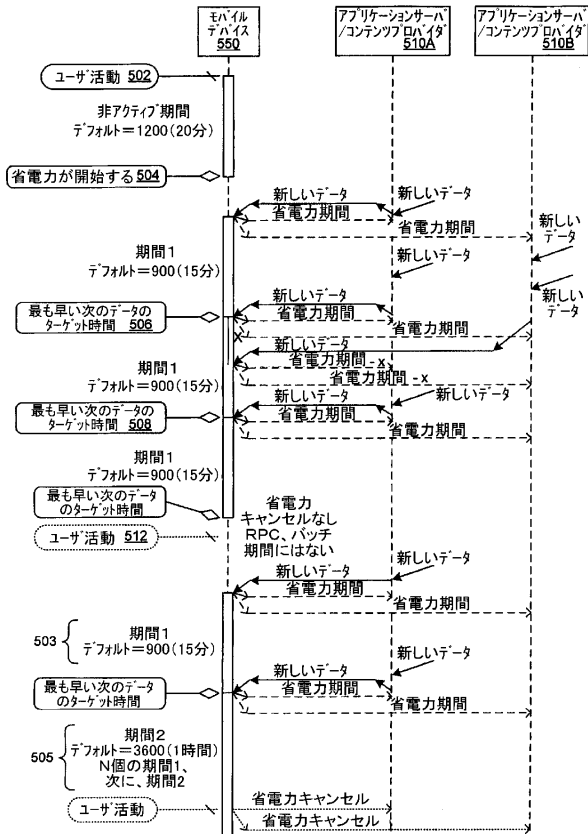 モバイル
デバイス
550
アプリケーションサーバ
/コンテンツプロバイダ
510A
アプリケーションサーバ
/コンテンツプロバイダ
510B
ユーザ活動 502
非アクティブ期間
デフォルト=1200(20分)
省電力が開始する 504
新しいデータ
新しいデータ
省電力期間
省電力期間
新しい
データ
期間1
デフォルト=900(15分)
新しいデータ
新しい
データ
最も早い次のデータの
ターゲット時間 506
新しいデータ
省電力期間
省電力期間
x
新しいデータ
省電力期間-x
省電力期間-x
期間1
デフォルト=900(15分)
最も早い次のデータの
ターゲット時間 508
新しいデータ
新しいデータ
省電力期間
省電力期間
期間1
デフォルト=900(15分)
最も早い次のデータ
のターゲット時間
ユーザ活動 512
省電力
キャンセルなし
RPC、バッチ
期間にはない
新しいデータ
新しいデータ
省電力期間
省電力期間
503
期間1
デフォルト=900(15分)
新しいデータ
最も早い次のデータ
のターゲット時間
新しいデータ
省電力期間
省電力期間
505
期間2
デフォルト=3600(1時間)
N個の期間1、
次に、期間2
ユーザ活動
省電力キャンセル
省電力キャンセル